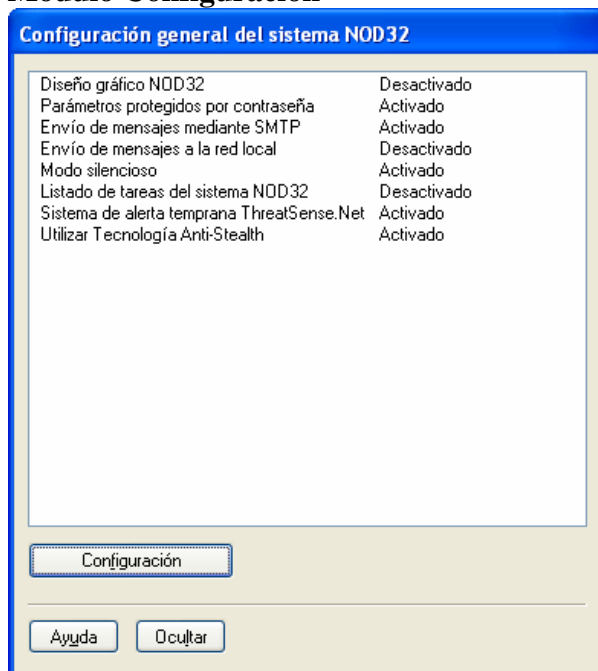 Módulo Configuración
Configuración general del sistema NOD32
Diseño gráfico NOD32 Desactivado
Parámetros protegidos por contraseña Activado
Envío de mensajes mediante SMTP Activado
Envío de mensajes a la red local Desactivado
Modo silencioso Activado
Listado de tareas del sistema NOD32 Desactivado
Sistema de alerta temprana ThreatSense.Net Activado
Utilizar Tecnología Anti-Stealth Activado
Configuración
Ayuda Ocultar